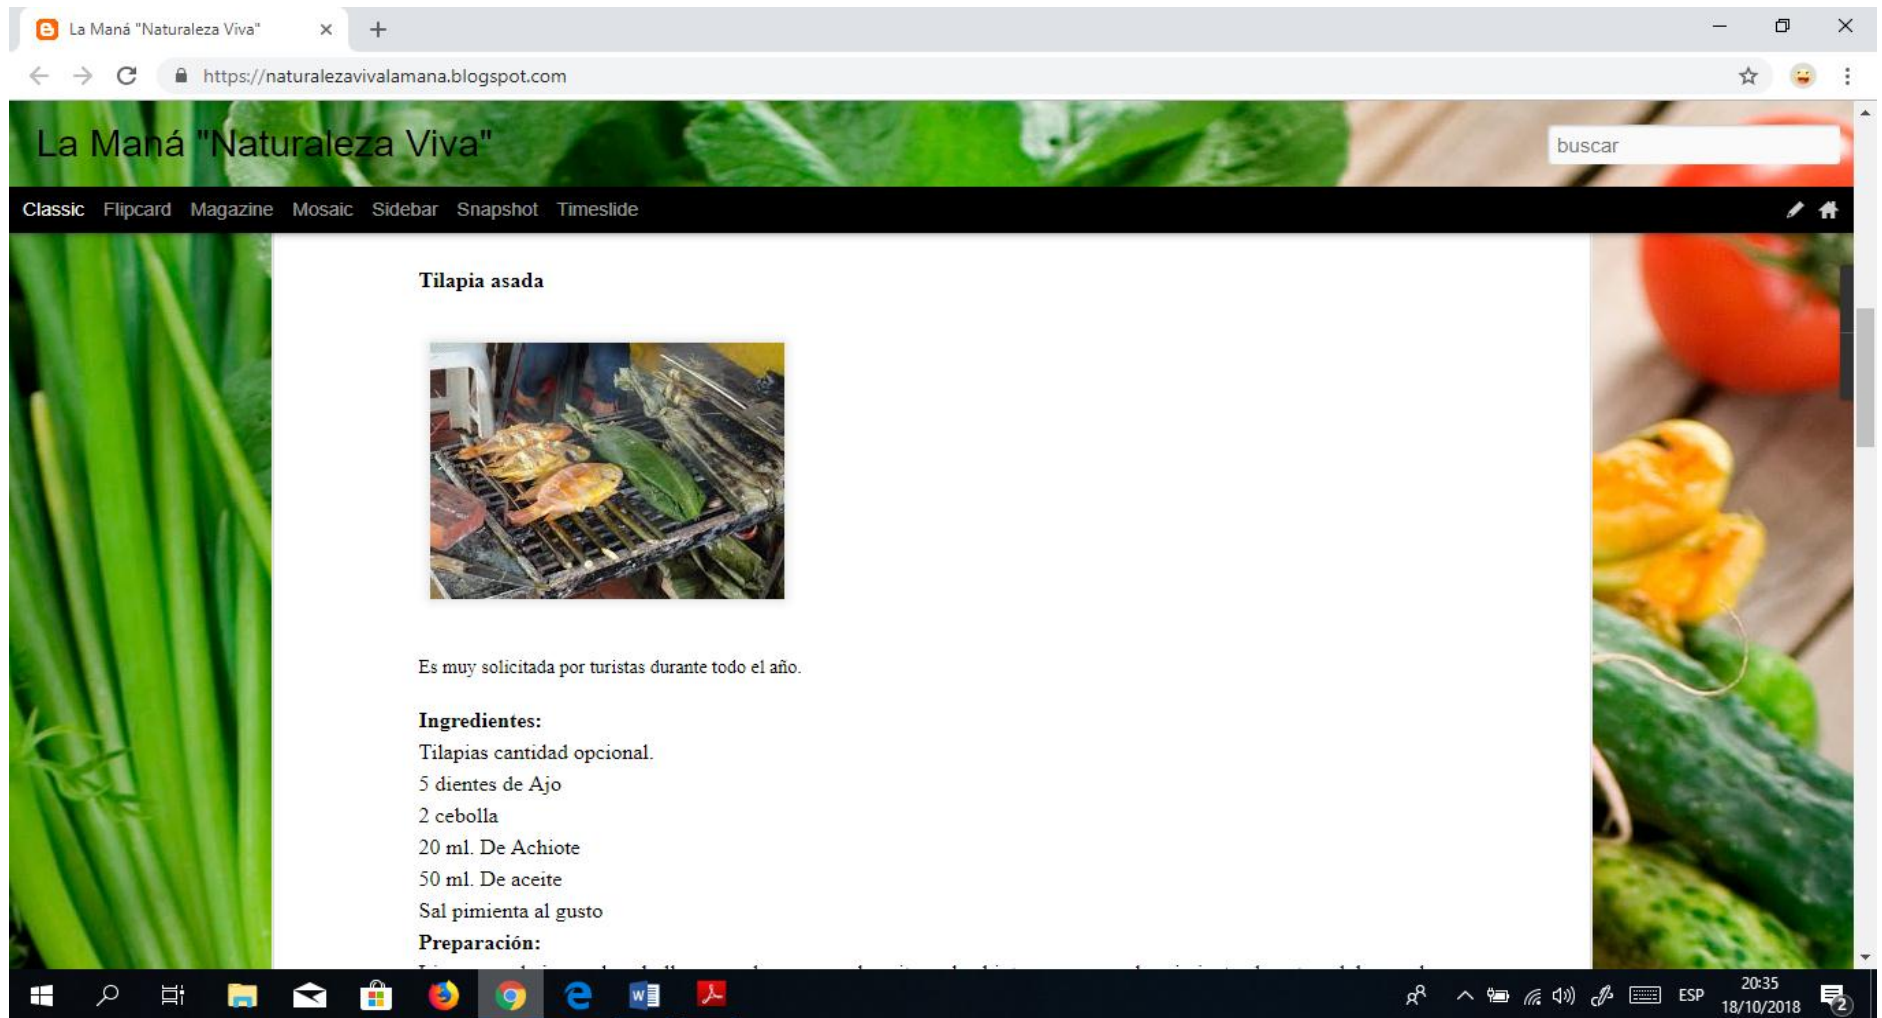 La Maná "Naturaleza Viva"
https://naturalezavivalamana.blogspot.com
La Maná "Naturaleza Viva"
buscar
Classic Flipcard Magazine Mosaic Sidebar Snapshot Timeslide
Tilapia asada
Es muy solicitada por turistas durante todo el año.
Ingredientes:
Tilapias cantidad opcional.
5 dientes de Ajo
2 cebolla
20 ml. De Achiote
50 ml. De aceite
Sal pimienta al gusto
Preparación:
ESP
20:35
18/10/2018
2